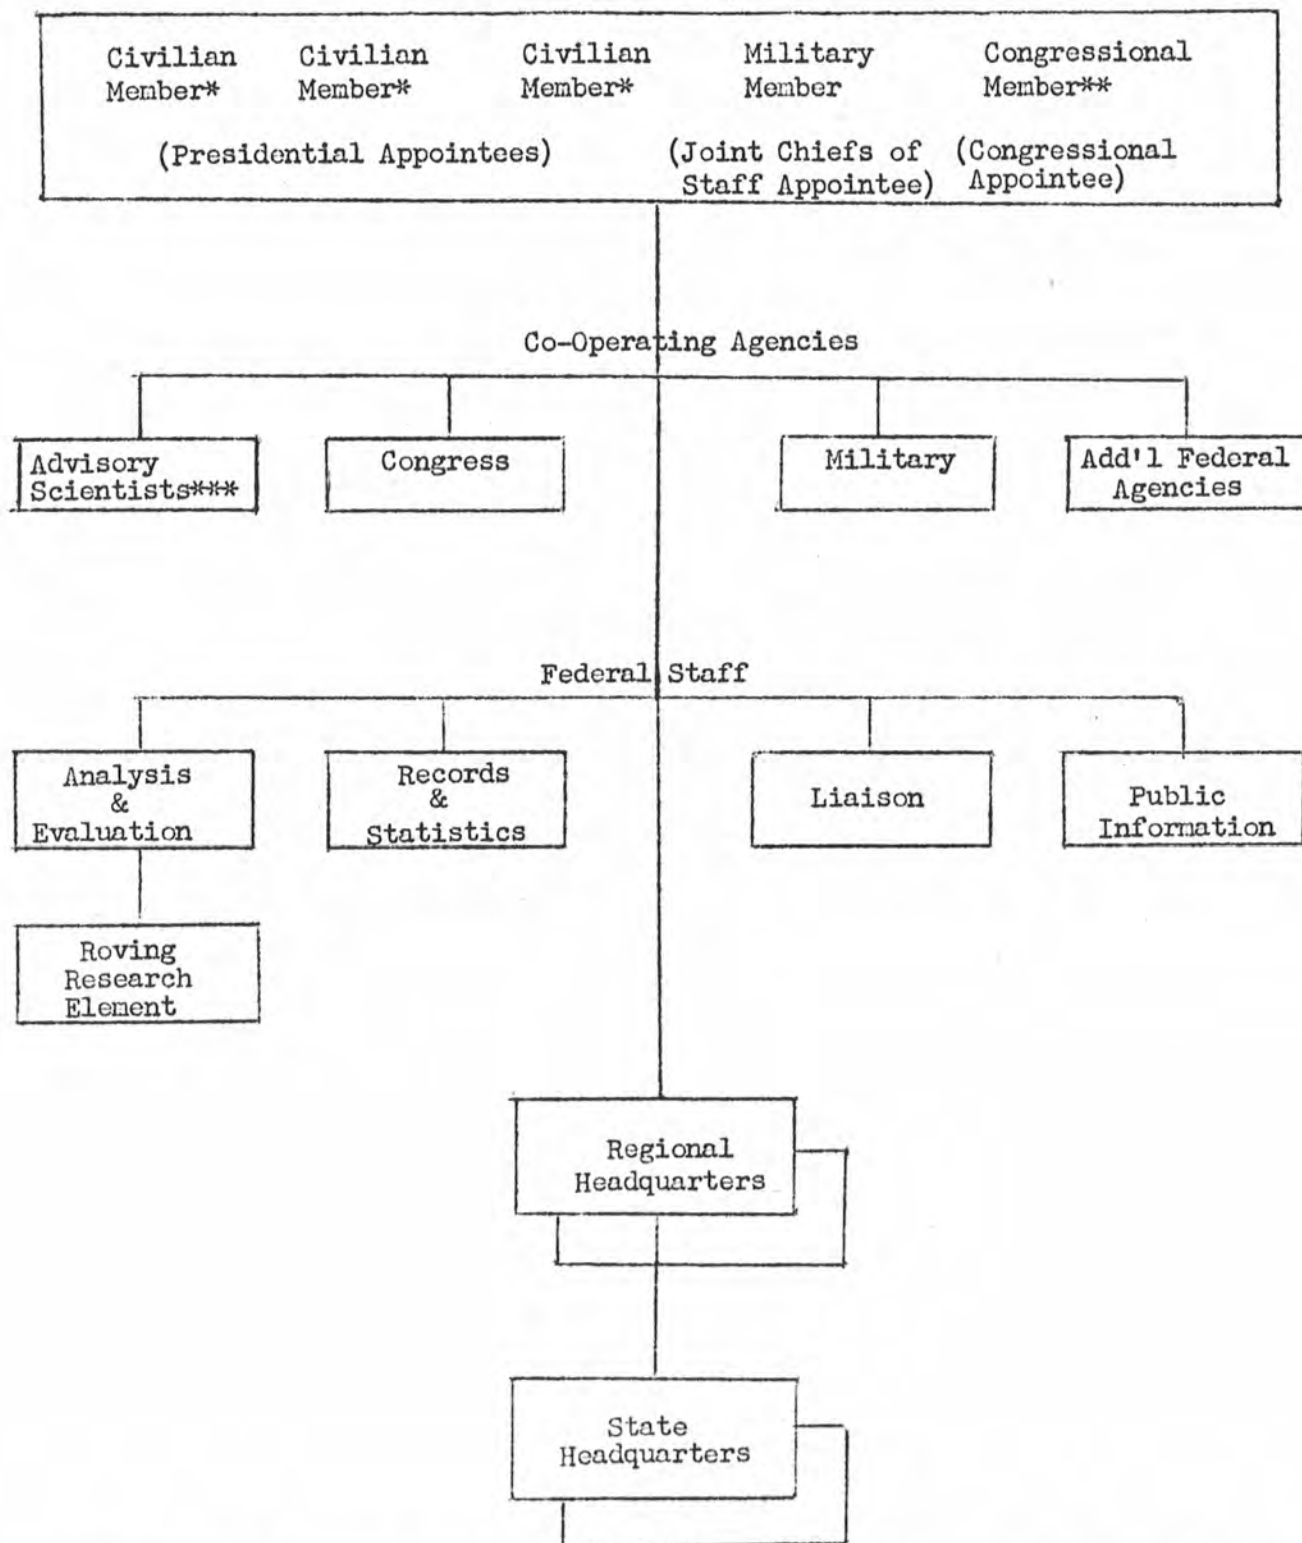 Civilian Member*
Civilian Member*
Civilian Member*
Military Member
Congressional Member**
(Presidential Appointees)
(Joint Chiefs of
Staff Appointee)
(Congressional
Appointee)
Co-Operating Agencies
Advisory
Scientists***
Congress
Military
Add'l Federal
Agencies
Federal Staff
Analysis
&
Evaluation
Records
&
Statistics
Liaison
Public
Information
Roving
Research
Element
Regional
Headquarters
State
Headquarters